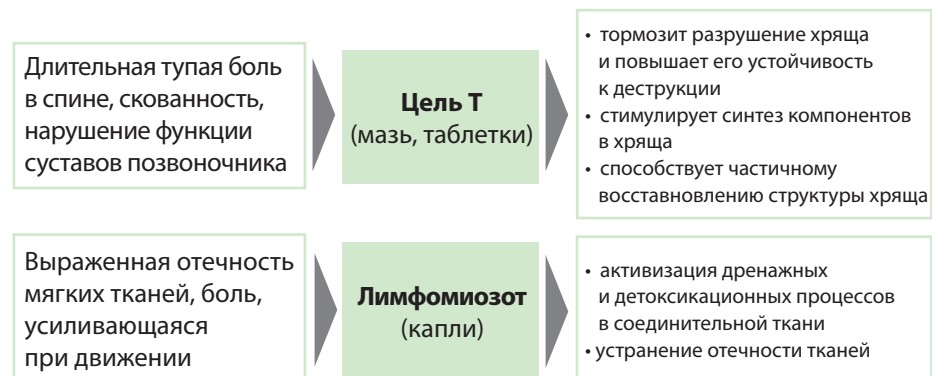 Длительная тупая боль
в спине, скованность,
нарушение функции
суставов позвоночника
Цель Т
(мазь, таблетки)
• тормозит разрушение хряща
и повышает его устойчивость
к деструкции
• стимулирует синтез компонентов
в хряща
• способствует частичному
восставновлению структуры хряща
Выраженная отечность
мягких тканей, боль,
усиливающаяся
при движении
Лимфомиозот
(капли)
• активизация дренажных
и детоксикационных процессов
в соединительной ткани
• устранение отечности тканей